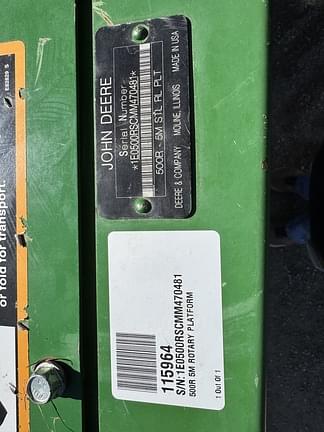 JOHN DEERE
Serial Number
*1E0500RSCMM470481*
500R - 5M STL RL PLT
DEERE & COMPANY MOLINE, ILLINOIS MADE IN USA
115964
S/N:1E0500RSCMM470481
500R 5M ROTARY PLATFORM
1 Out Of 1
or fold for transport.